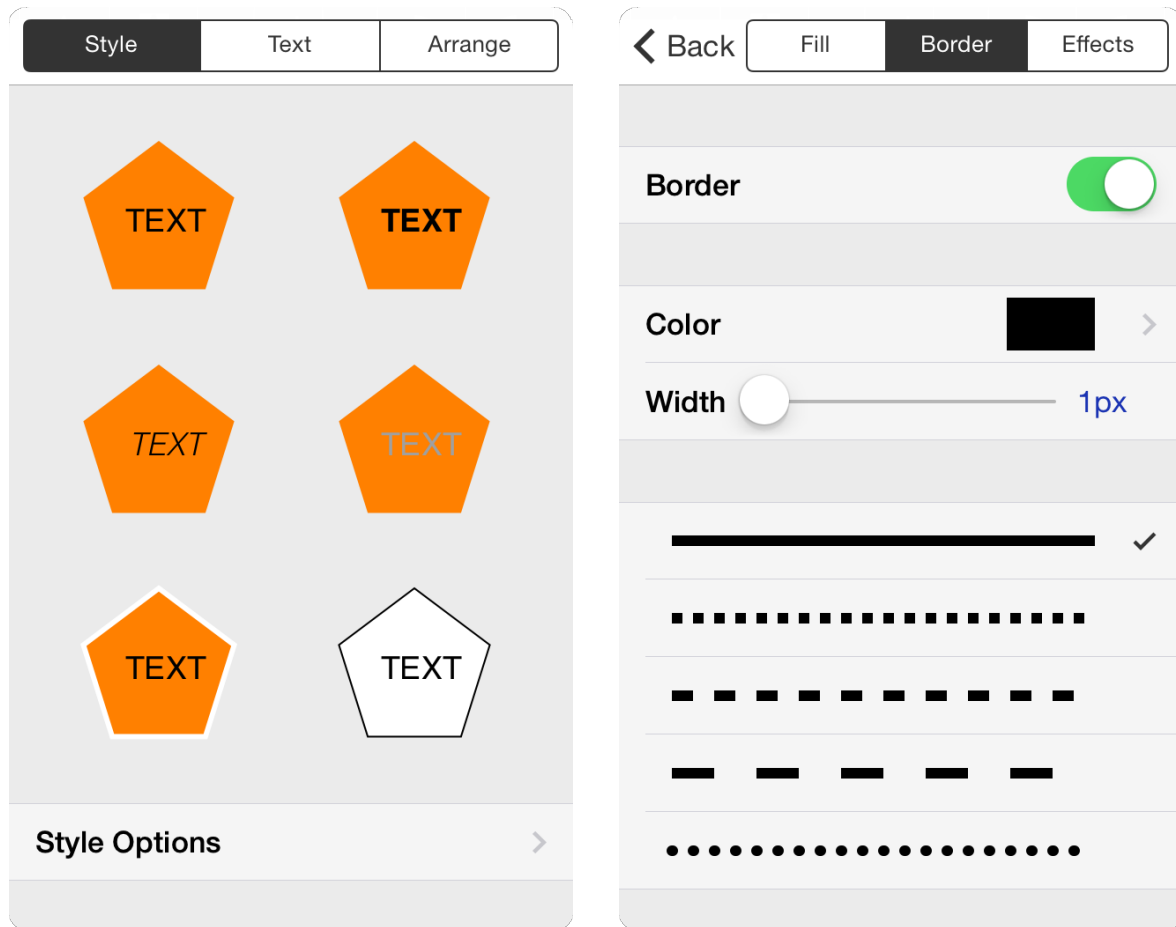 Style Text Arrange
TEXT TEXT
TEXT TEXT
TEXT TEXT
Style Options
Back Fill Border Effects
Border
Color
Width 1px